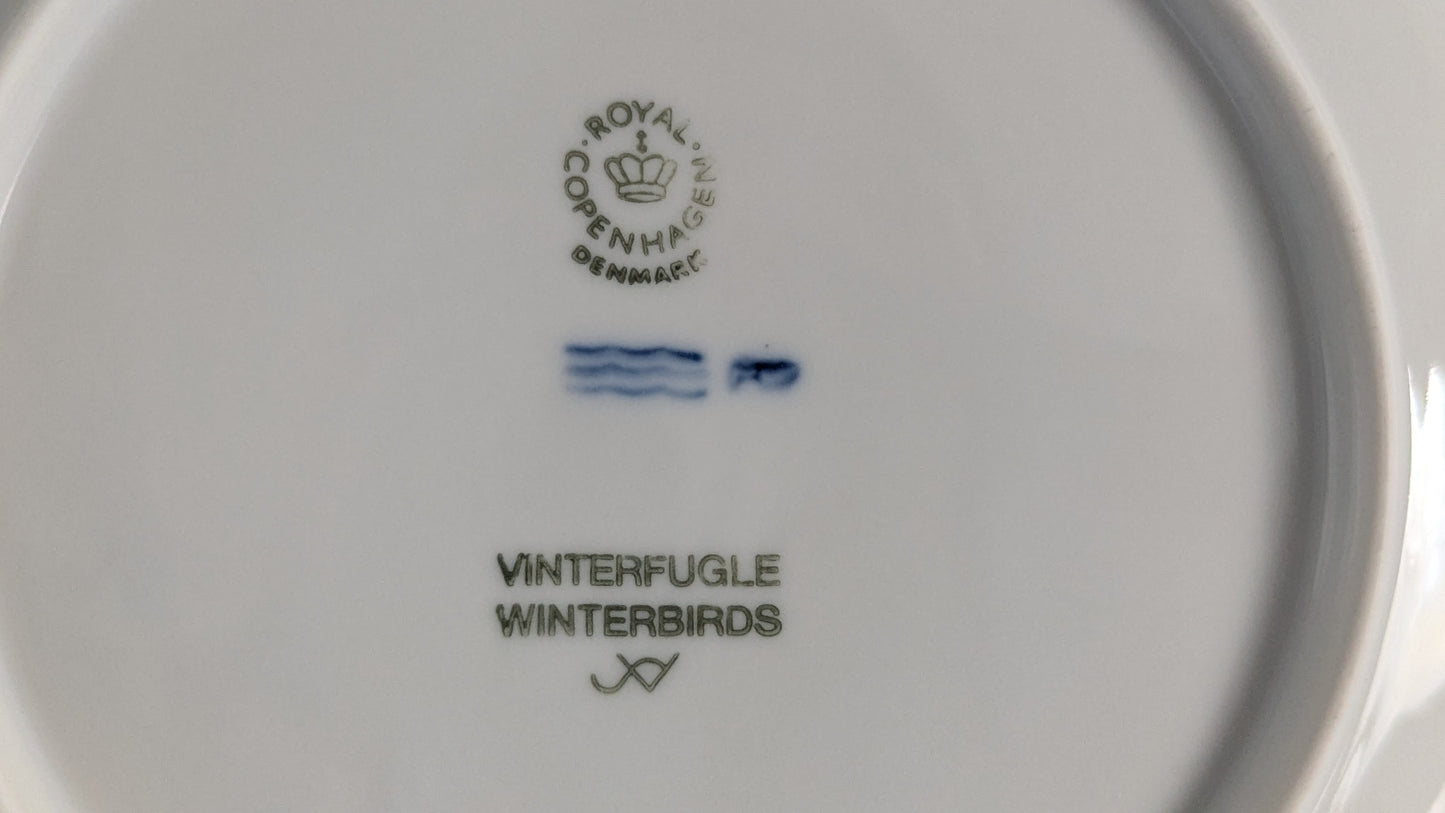 · ROYAL ·
COPENHAGEN
DENMARK
VINTERFUGLE
WINTERBIRDS